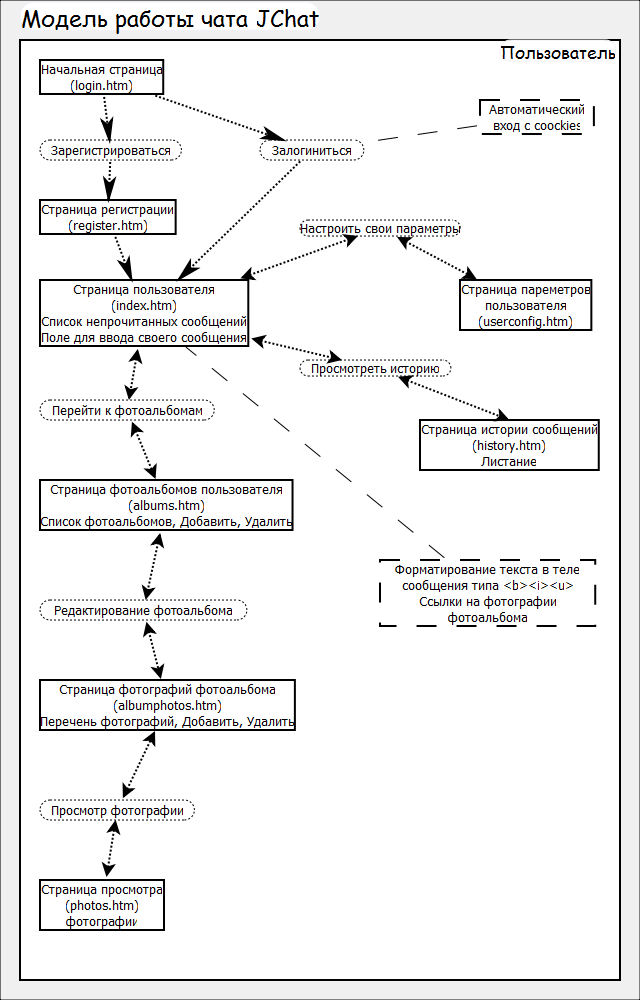 Модель работы чата JChat
Пользователь
Начальная страница
(login.htm)
Автоматический
вход с coockies
Зарегистрироваться
Залогиниться
Страница регистрации
(register.htm)
Настроить свои параметры
Страница пользователя
(index.htm)
Список непрочитанных сообщений
Поле для ввода своего сообщения
Страница пареметров
пользователя
(userconfig.htm)
Просмотреть историю
Перейти к фотоальбомам
Страница истории сообщений
(history.htm)
Листание
Страница фотоальбомов пользователя
(albums.htm)
Список фотоальбомов, Добавить, Удалить
Форматирование текста в теле
сообщения типа <b><i><u>
Ссылки на фотографии
фотоальбома
Редактирование фотоальбома
Страница фотографий фотоальбома
(albumphotos.htm)
Перечень фотографий, Добавить, Удалить
Просмотр фотографии
Страница просмотра
(photos.htm)
фотографии